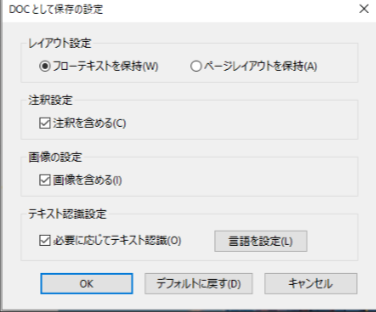 DOCとして保存の設定
レイアウト設定
フローテキストを保持(W) ページレイアウトを保持(A)
注釈設定
注釈を含める(C)
画像の設定
画像を含める(I)
テキスト認識設定
必要に応じてテキスト認識(O) 言語を設定(L)
OK デフォルトに戻す(D) キャンセル